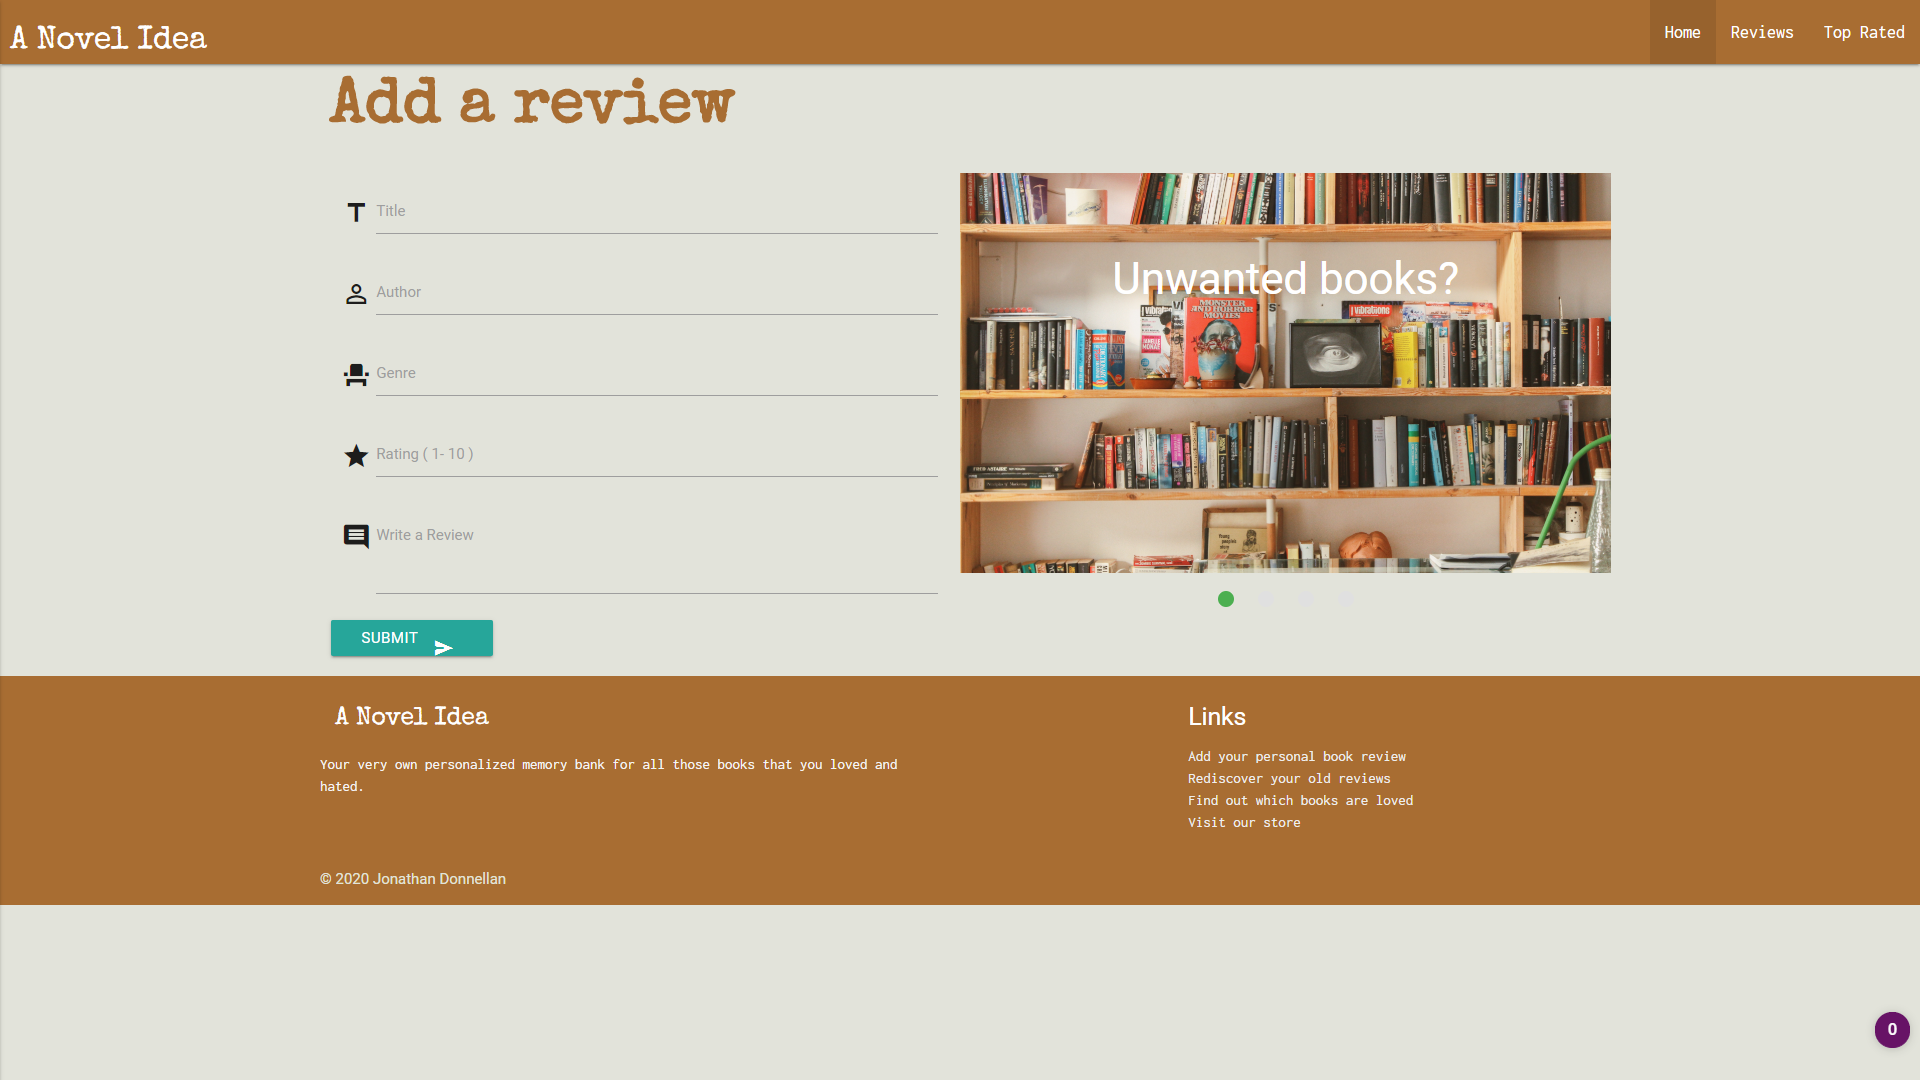 A Novel Idea
Home
Reviews
Top Rated
Add a review
Title
Author
Genre
Rating ( 1- 10 )
Write a Review
SUBMIT
Unwanted books?
MONSTER
AND HORROR
MOVIES
A Novel Idea
Your very own personalized memory bank for all those books that you loved and
hated.
Links
Add your personal book review
Rediscover your old reviews
Find out which books are loved
Visit our store
© 2020 Jonathan Donnellan
0